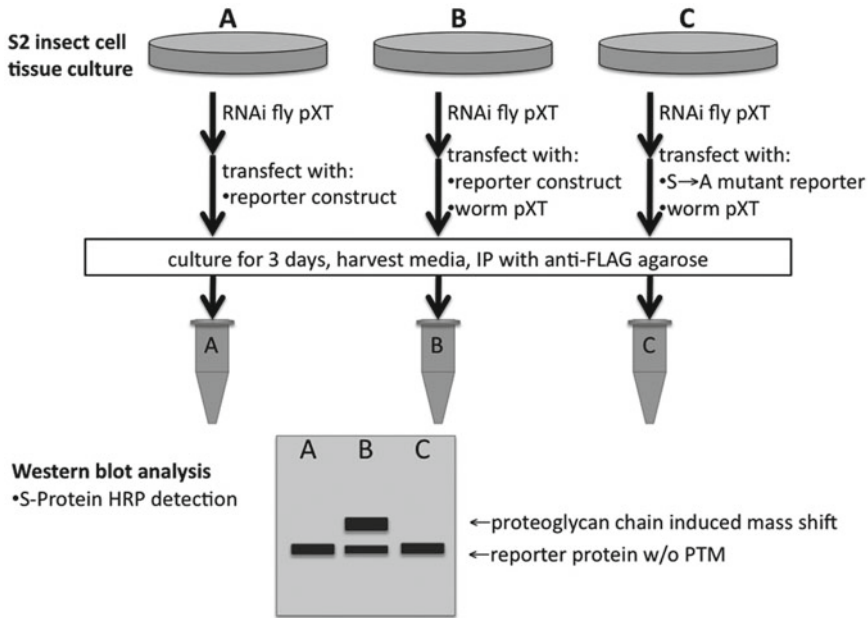 A B C
S2 insect cell
tissue culture
RNAi fly pXT
RNAi fly pXT
RNAi fly pXT
transfect with:
•reporter construct
transfect with:
•reporter construct
•worm pXT
transfect with:
•S→A mutant reporter
•worm pXT
culture for 3 days, harvest media, IP with anti-FLAG agarose
A B C
Western blot analysis
•S-Protein HRP detection
A B C
←proteoglycan chain induced mass shift
←reporter protein w/o PTM